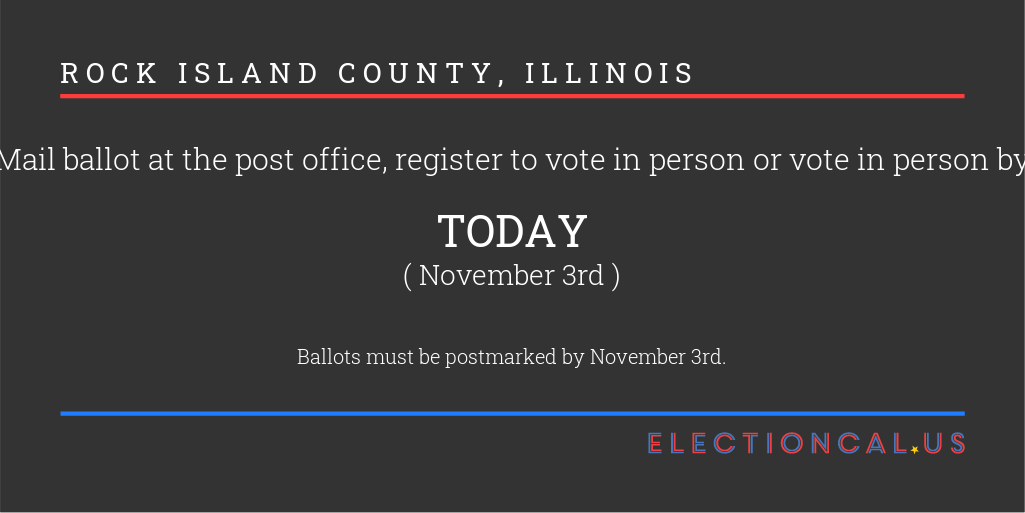 ROCK ISLAND COUNTY, ILLINOIS
Mail ballot at the post office, register to vote in person or vote in person by
TODAY
( November 3rd )
Ballots must be postmarked by November 3rd.
ELECTIONCAL.US